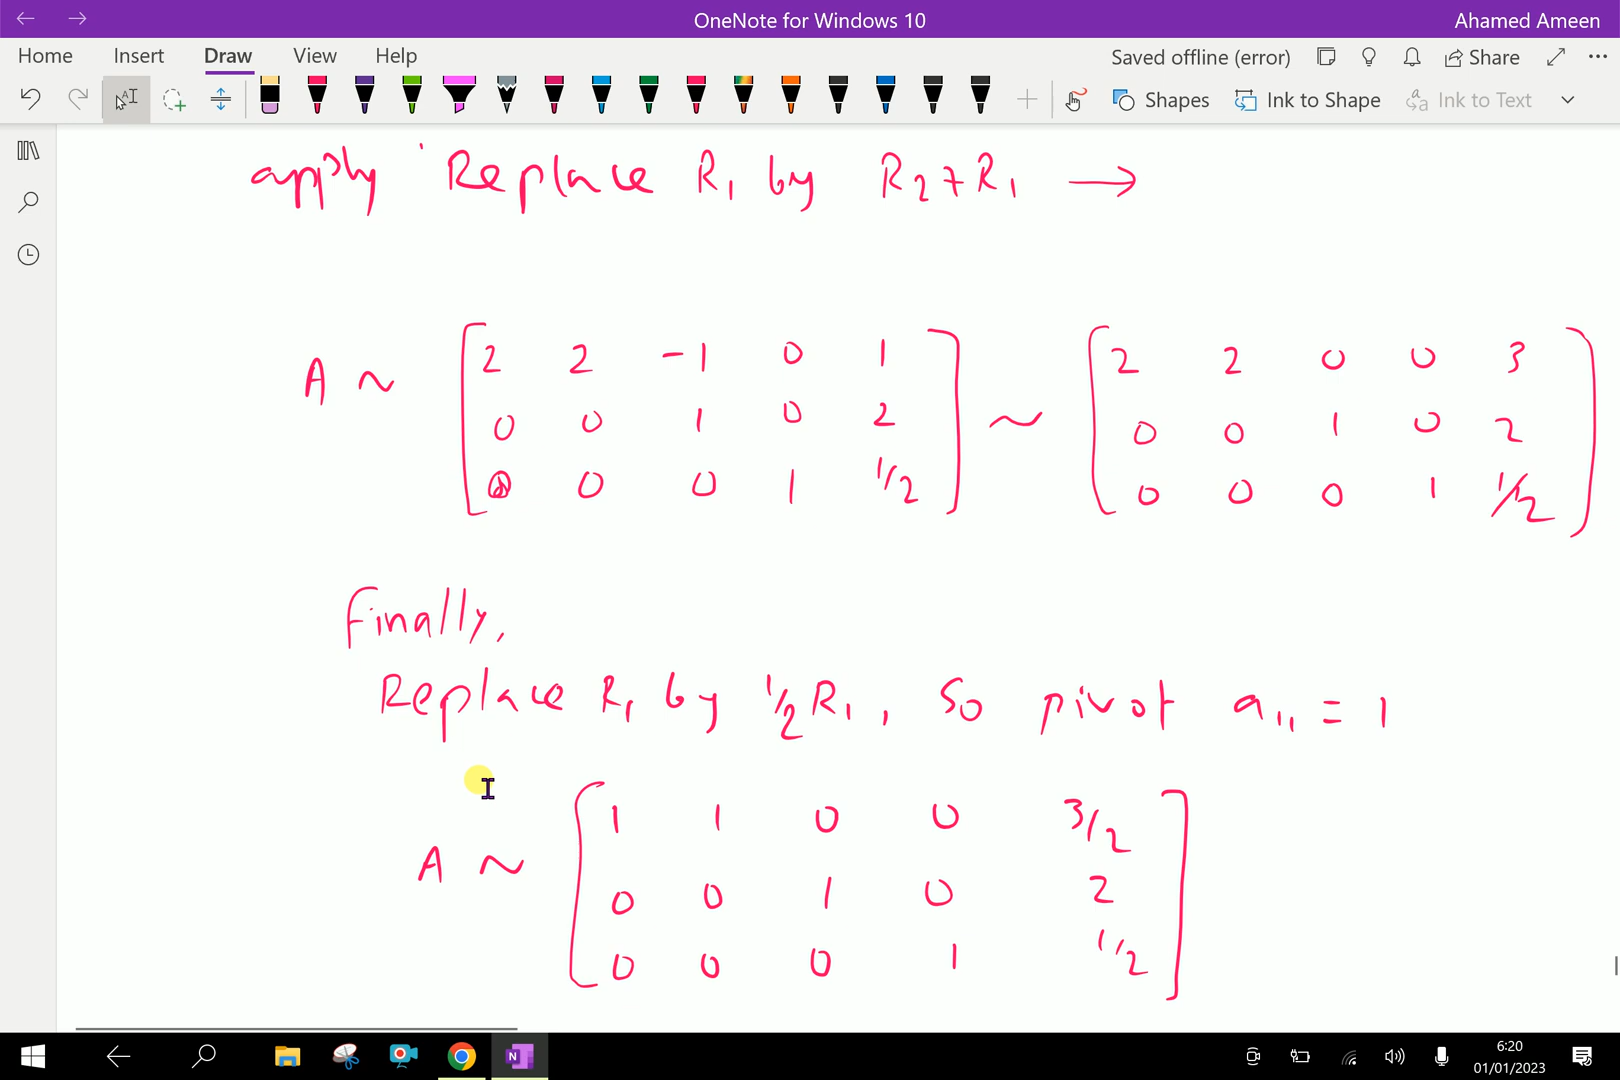 OneNote for Windows 10
Ahamed Ameen
Home Insert Draw View Help
Saved offline (error) Share
Shapes Ink to Shape Ink to Text
apply Replace R₁ by R₂+R₁ →
A ~ [ 2 2 -1 0 1 ] ~ [ 2 2 0 0 3 ]
[ 0 0 1 0 2 ] [ 0 0 1 0 2 ]
[ 0 0 0 1 1/2 ] [ 0 0 0 1 1/2 ]
Finally,
Replace R₁ by 1/2 R₁, So pivot a₁₁ = 1
A ~ [ 1 1 0 0 3/2 ]
[ 0 0 1 0 2 ]
[ 0 0 0 1 1/2 ]
6:20
01/01/2023